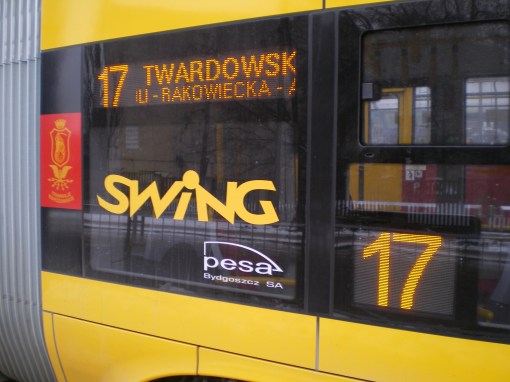 17 TWARDOWSK
U - RAKOWIECKA - A
SWiNG
pesa
Bydgoszcz SA
17